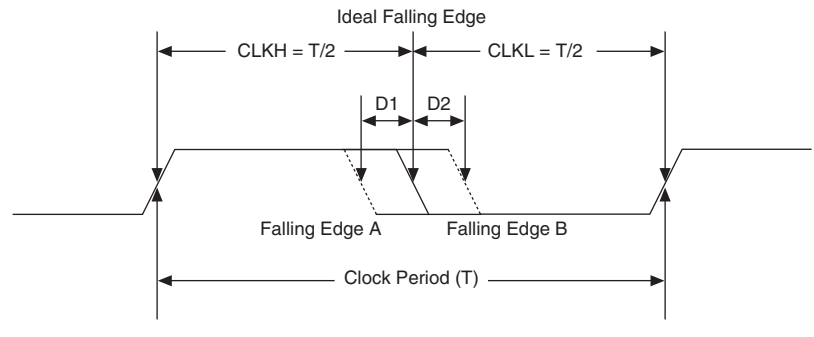 Ideal Falling Edge
CLKH = T/2
CLKL = T/2
D1
D2
Falling Edge A
Falling Edge B
Clock Period (T)